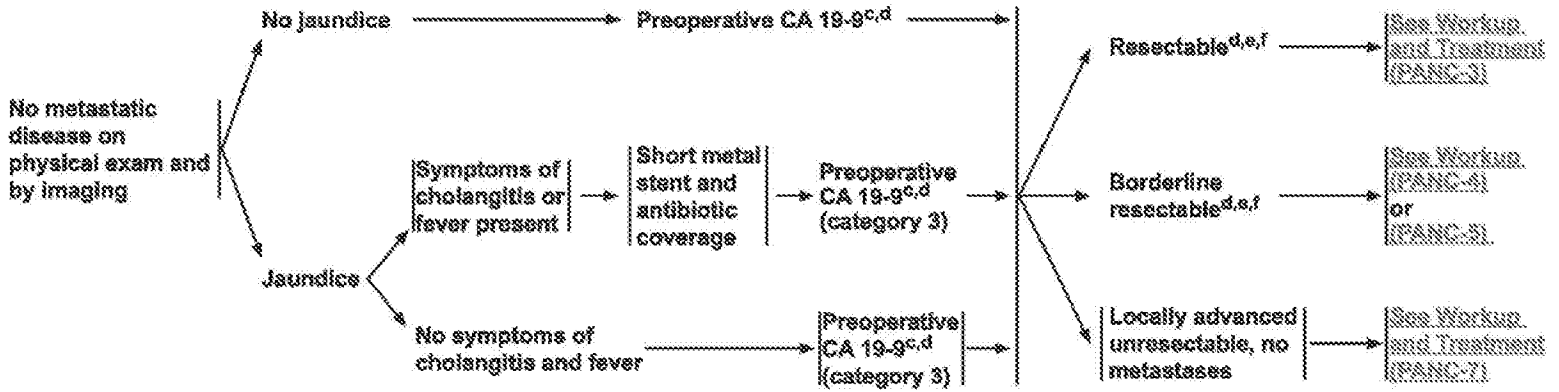 No jaundice
Preoperative CA 19-9c,d
Resectabled,e,f
See Workup
and Treatment
(PANC-3)
No metastatic
disease on
physical exam and
by imaging
Symptoms of
cholangitis or
fever present
Short metal
stent and
antibiotic
coverage
Preoperative
CA 19-9c,d
(category 3)
Borderline
resectabled,e,f
See Workup
(PANC-4)
or
(PANC-5)
Jaundice
No symptoms of
cholangitis and fever
Preoperative
CA 19-9c,d
(category 3)
Locally advanced
unresectable, no
metastases
See Workup
and Treatment
(PANC-7)